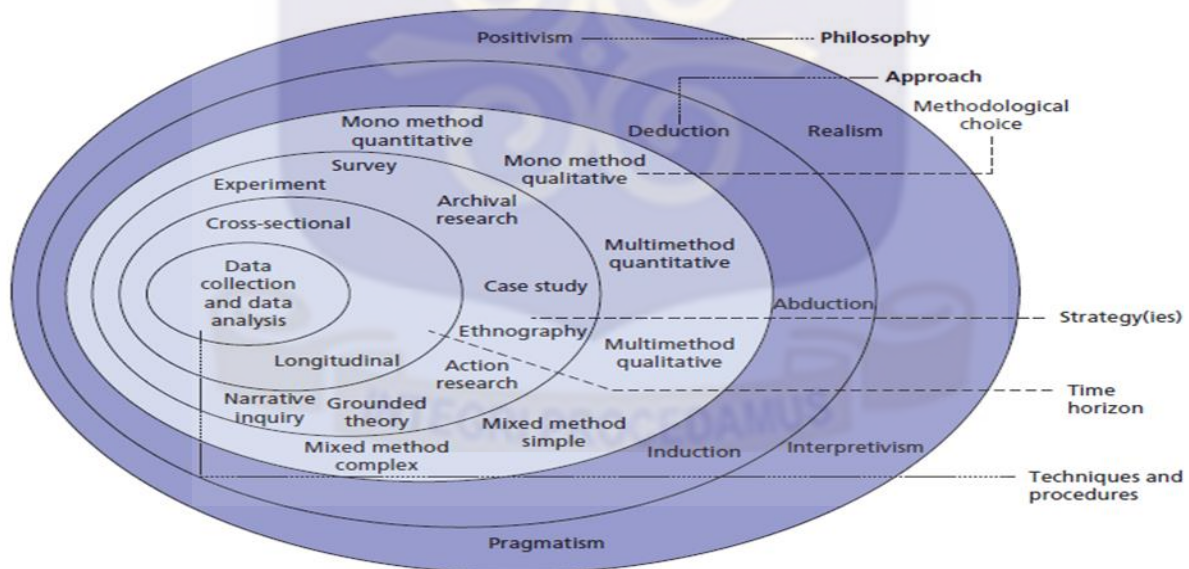 Positivism
Philosophy
Approach
Methodological
choice
Mono method
quantitative
Deduction
Realism
Survey
Mono method
qualitative
Experiment
Archival
research
Cross-sectional
Multimethod
quantitative
Data
collection
and data
analysis
Case study
Abduction
Strategy(ies)
Ethnography
Multimethod
qualitative
Longitudinal
Action
research
Time
horizon
Narrative
inquiry
Grounded
theory
Mixed method
simple
Mixed method
complex
Induction
Interpretivism
Techniques and
procedures
Pragmatism
PROCEDAMUS